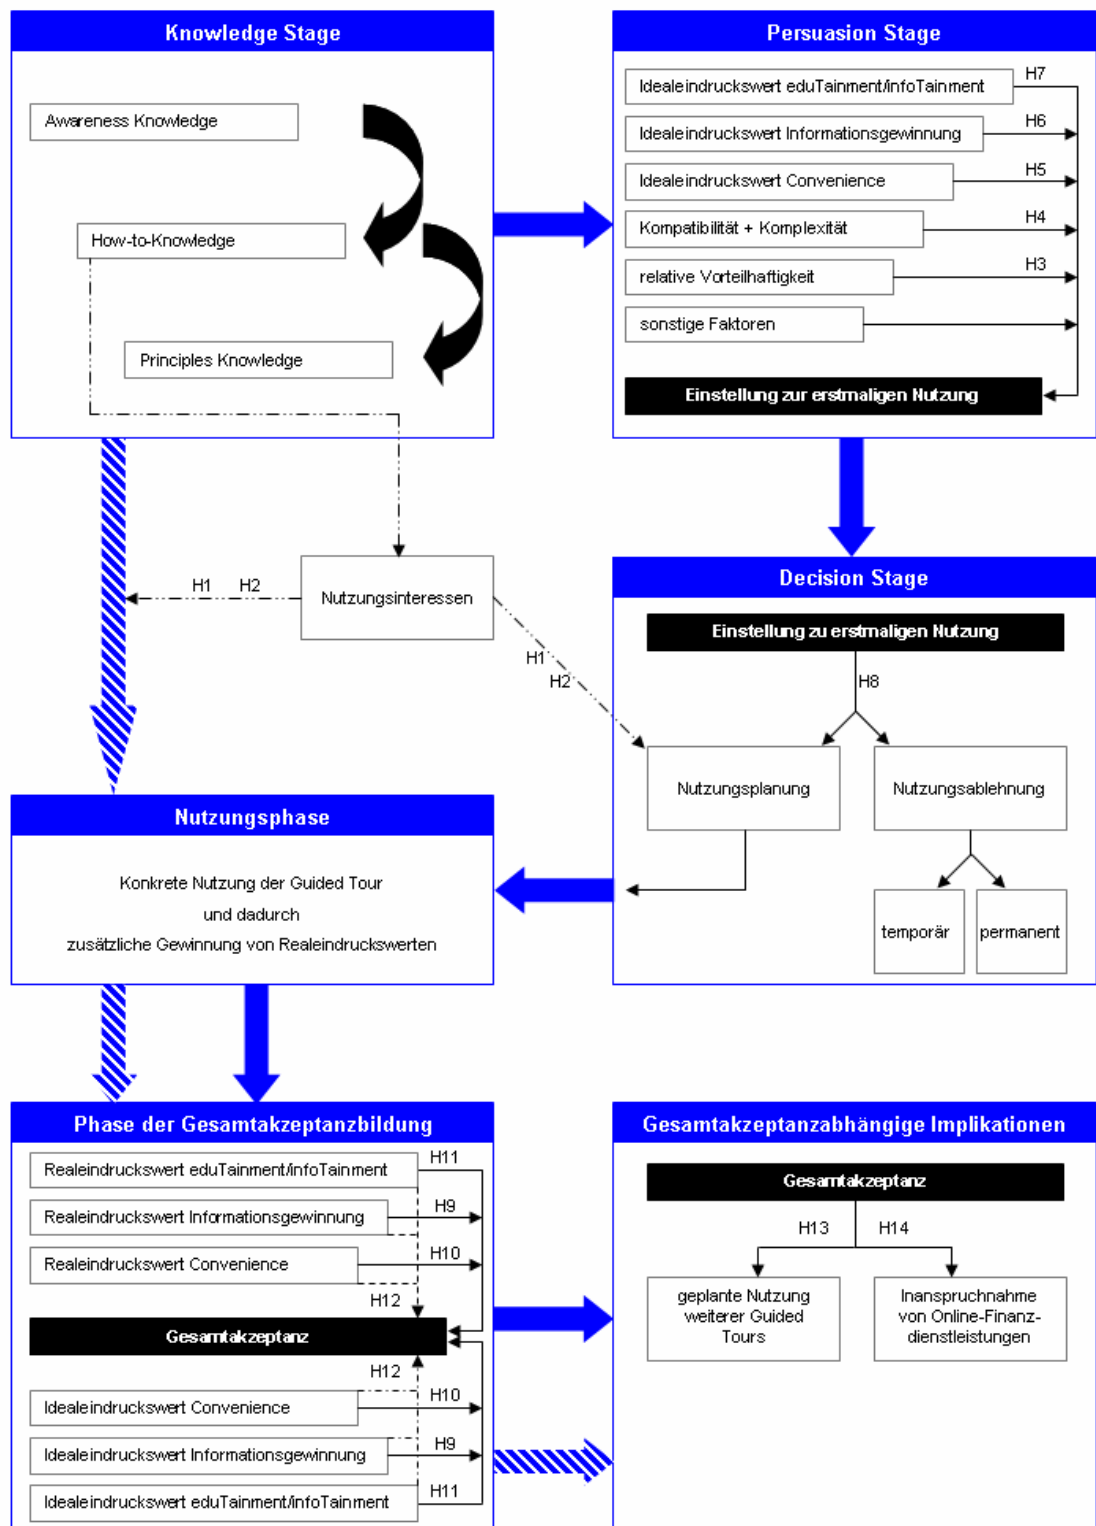 Knowledge Stage
Awareness Knowledge
How-to-Knowledge
Principles Knowledge
Persuasion Stage
Idealeindruckswert eduTainment/infoTainment
H7
Idealeindruckswert Informationsgewinnung
H6
Idealeindruckswert Convenience
H5
Kompatibilität + Komplexität
H4
relative Vorteilhaftigkeit
H3
sonstige Faktoren
Einstellung zur erstmaligen Nutzung
H1 H2
Nutzungsinteressen
H1
H2
Decision Stage
Einstellung zu erstmaligen Nutzung
H8
Nutzungsplanung
Nutzungsablehnung
temporär
permanent
Nutzungsphase
Konkrete Nutzung der Guided Tour
und dadurch
zusätzliche Gewinnung von Realeindruckswerten
Phase der Gesamtakzeptanzbildung
Realeindruckswert eduTainment/infoTainment
H11
Realeindruckswert Informationsgewinnung
H9
Realeindruckswert Convenience
H10
H12
Gesamtakzeptanz
H12
Idealeindruckswert Convenience
H10
Idealeindruckswert Informationsgewinnung
H9
Idealeindruckswert eduTainment/infoTainment
H11
Gesamtakzeptanzabhängige Implikationen
Gesamtakzeptanz
H13 H14
geplante Nutzung
weiterer Guided
Tours
Inanspruchnahme
von Online-Finanz-
dienstleistungen